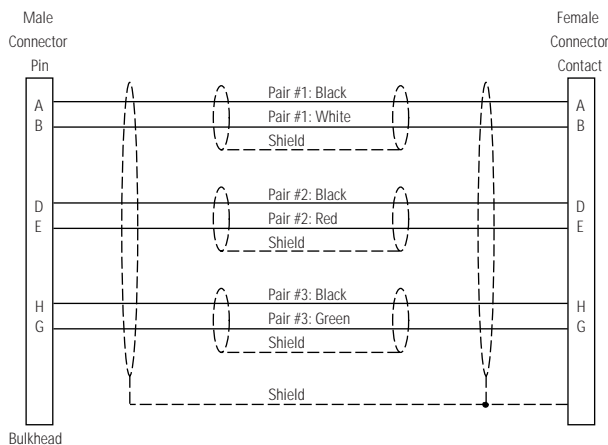 Male
Connector
Pin
Female
Connector
Contact
A Pair #1: Black A
B Pair #1: White B
Shield
D Pair #2: Black D
E Pair #2: Red E
Shield
H Pair #3: Black H
G Pair #3: Green G
Shield
Shield
Bulkhead